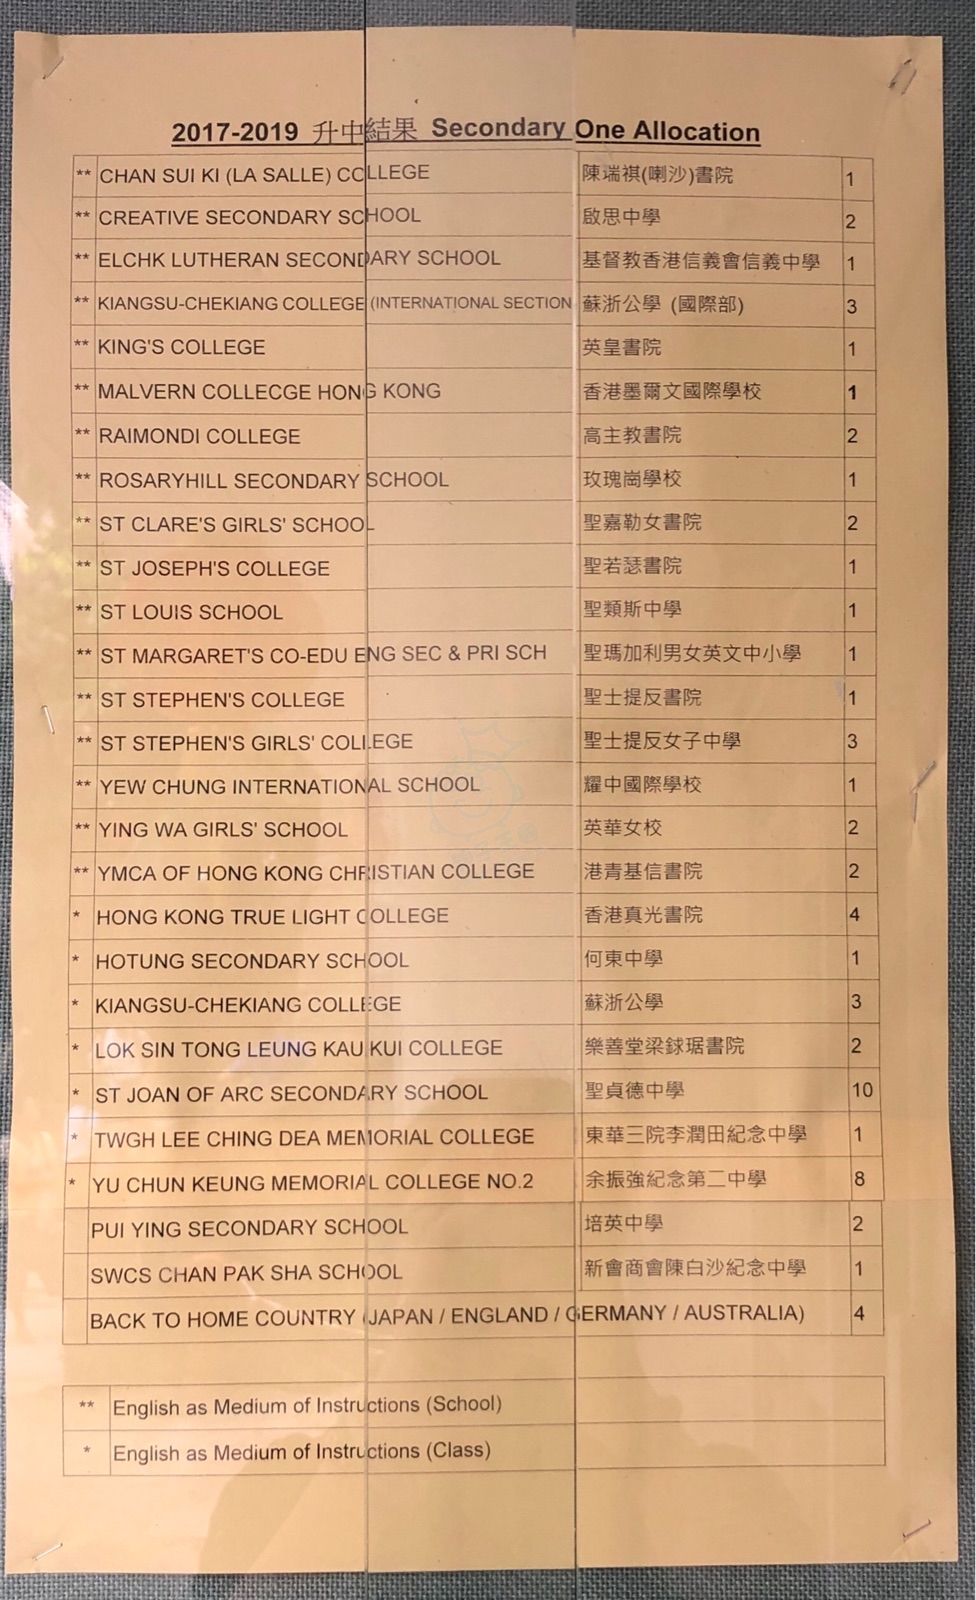 2017-2019 升中結果 Secondary One Allocation
** CHAN SUI KI (LA SALLE) COLLEGE 陳瑞祺(喇沙)書院 1
** CREATIVE SECONDARY SCHOOL 啟思中學 2
** ELCHK LUTHERAN SECONDARY SCHOOL 基督教香港信義會信義中學 1
** KIANGSU-CHEKIANG COLLEGE (INTERNATIONAL SECTION 蘇浙公學 (國際部) 3
** KING'S COLLEGE 英皇書院 1
** MALVERN COLLECGE HONG KONG 香港墨爾文國際學校 1
** RAIMONDI COLLEGE 高主教書院 2
** ROSARYHILL SECONDARY SCHOOL 玫瑰崗學校 1
** ST CLARE'S GIRLS' SCHOOL 聖嘉勒女書院 2
** ST JOSEPH'S COLLEGE 聖若瑟書院 1
** ST LOUIS SCHOOL 聖類斯中學 1
** ST MARGARET'S CO-EDU ENG SEC & PRI SCH 聖瑪加利男女英文中小學 1
** ST STEPHEN'S COLLEGE 聖士提反書院 1
** ST STEPHEN'S GIRLS' COLLEGE 聖士提反女子中學 3
** YEW CHUNG INTERNATIONAL SCHOOL 耀中國際學校 1
** YING WA GIRLS' SCHOOL 英華女校 2
** YMCA OF HONG KONG CHRISTIAN COLLEGE 港青基信書院 2
* HONG KONG TRUE LIGHT COLLEGE 香港真光書院 4
* HOTUNG SECONDARY SCHOOL 何東中學 1
* KIANGSU-CHEKIANG COLLEGE 蘇浙公學 3
* LOK SIN TONG LEUNG KAU KUI COLLEGE 樂善堂梁銶琚書院 2
* ST JOAN OF ARC SECONDARY SCHOOL 聖貞德中學 10
* TWGH LEE CHING DEA MEMORIAL COLLEGE 東華三院李潤田紀念中學 1
* YU CHUN KEUNG MEMORIAL COLLEGE NO.2 余振強紀念第二中學 8
PUI YING SECONDARY SCHOOL 培英中學 2
SWCS CHAN PAK SHA SCHOOL 新會商會陳白沙紀念中學 1
BACK TO HOME COUNTRY (JAPAN / ENGLAND / GERMANY / AUSTRALIA) 4
** English as Medium of Instructions (School)
* English as Medium of Instructions (Class)